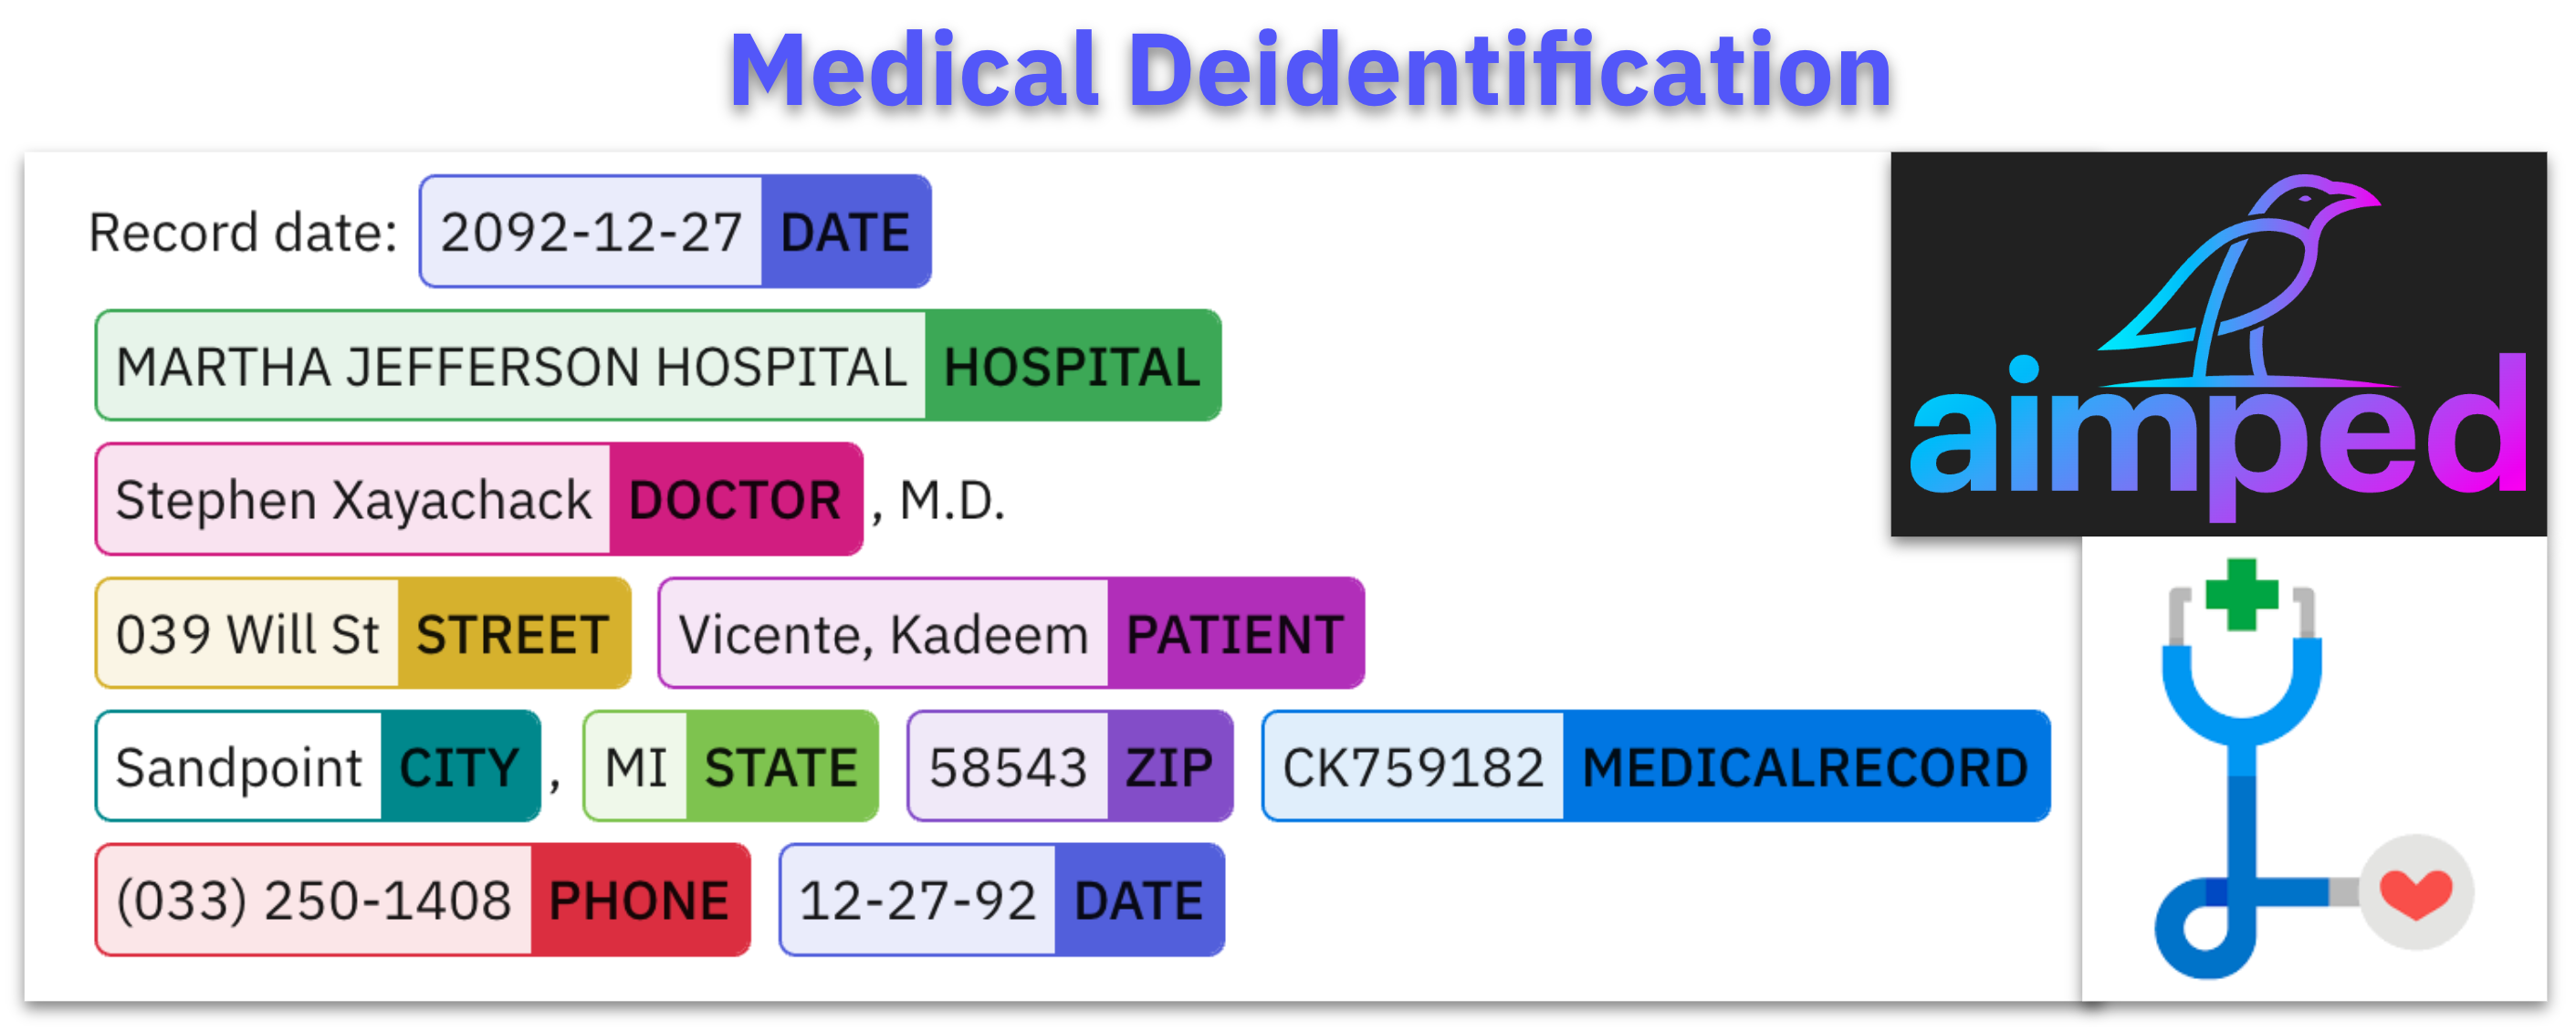 Medical Deidentification
Record date: 2092-12-27 DATE
MARTHA JEFFERSON HOSPITAL HOSPITAL
Stephen Xayachack DOCTOR , M.D.
039 Will St STREET Vicente, Kadeem PATIENT
Sandpoint CITY , MI STATE 58543 ZIP CK759182 MEDICALRECORD
(033) 250-1408 PHONE 12-27-92 DATE
aimped